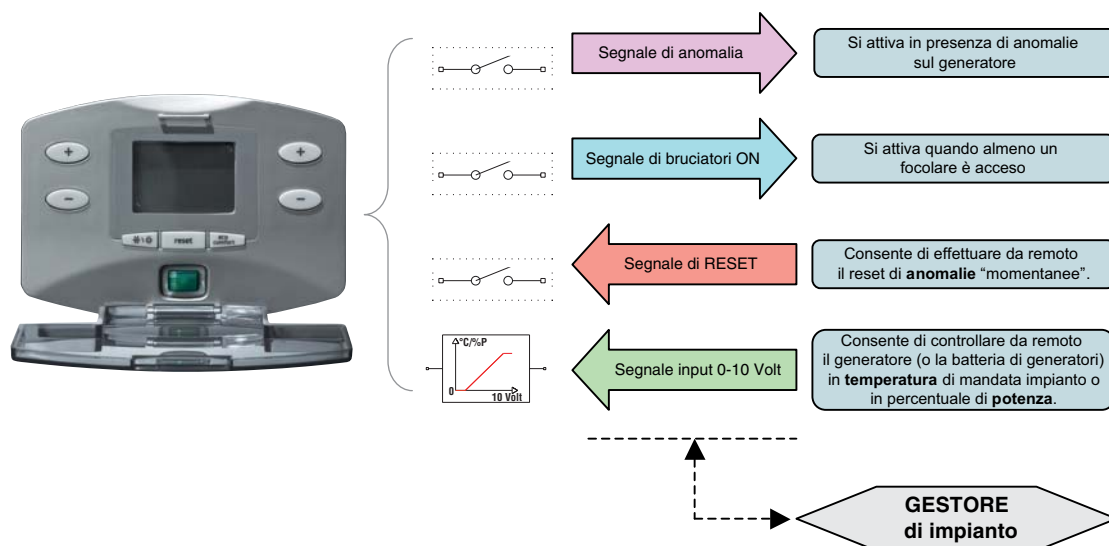 Segnale di anomalia
Si attiva in presenza di anomalie
sul generatore
Segnale di bruciatori ON
Si attiva quando almeno un
focolare è acceso
+
+
-
-
reset
eco
comfort
Segnale di RESET
Consente di effettuare da remoto
il reset di anomalie “momentanee”.
°C/%P
0
10 Volt
Segnale input 0-10 Volt
Consente di controllare da remoto
il generatore (o la batteria di generatori)
in temperatura di mandata impianto o
in percentuale di potenza.
GESTORE
di impianto